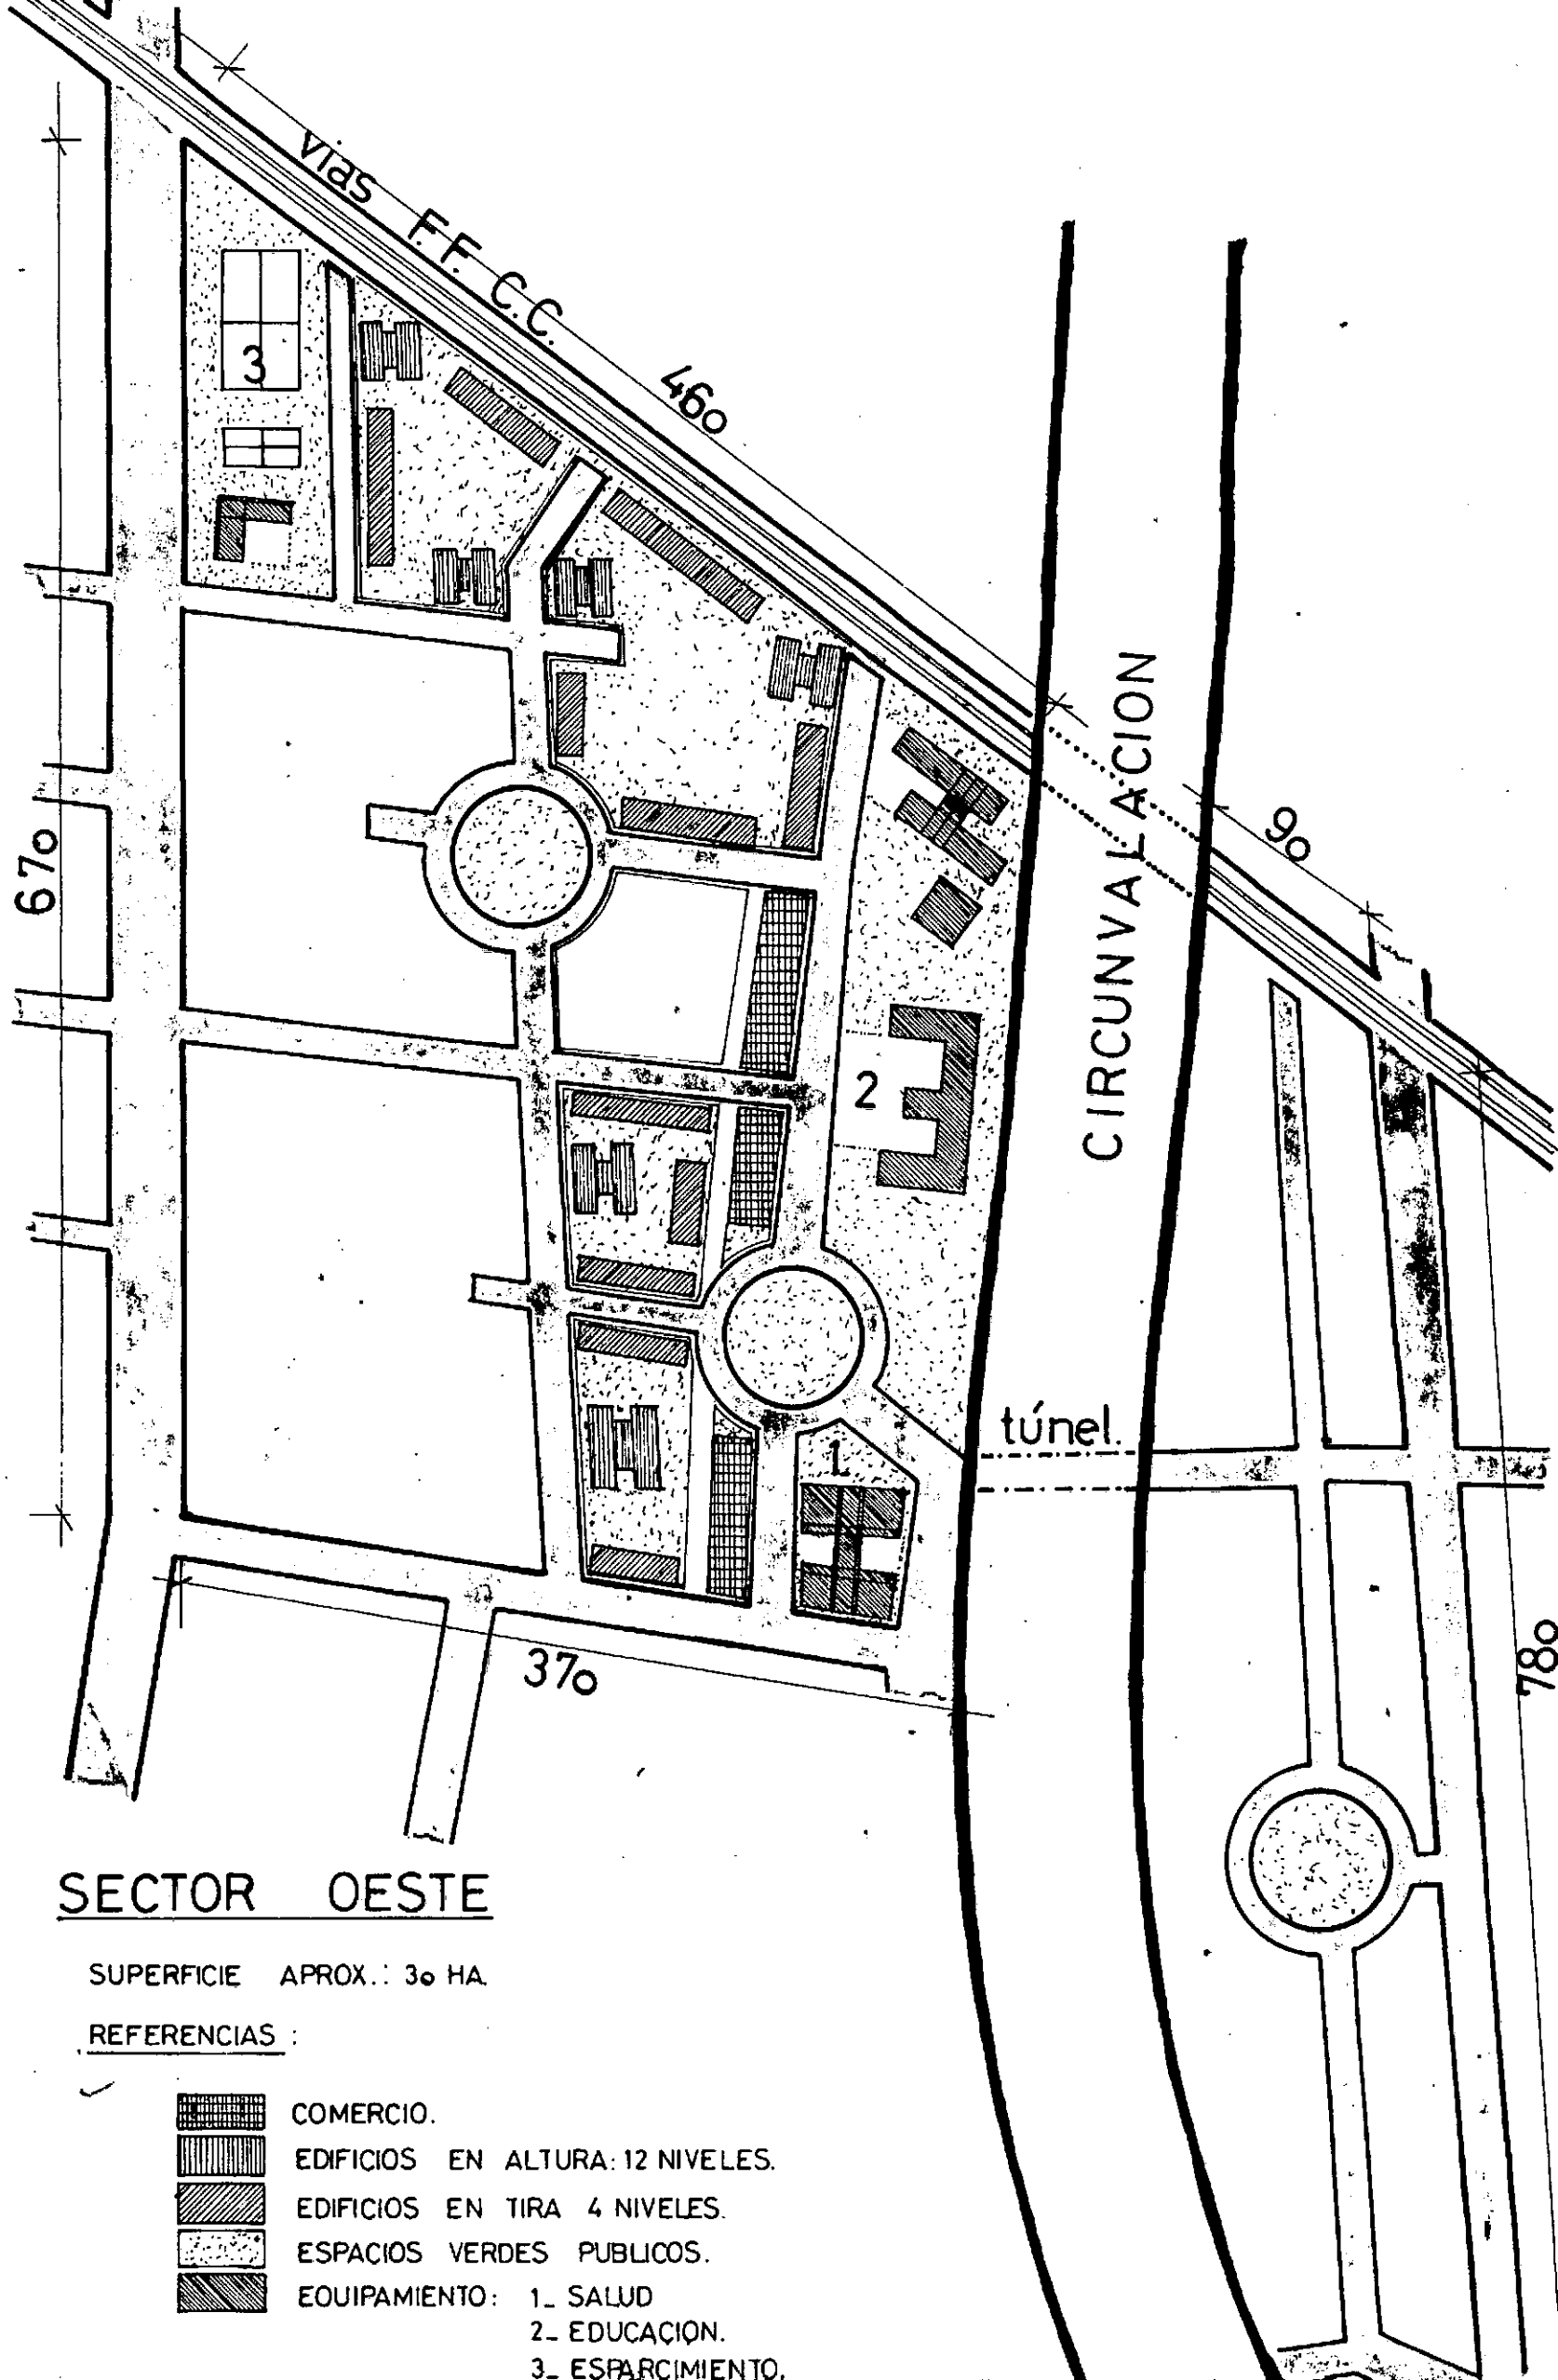 vías F.F. C.C.
460
3
670
CIRCUNVALACION
90
2
túnel.
1
370
780
SECTOR OESTE
SUPERFICIE APROX.: 30 HA.
REFERENCIAS :
COMERCIO.
EDIFICIOS EN ALTURA: 12 NIVELES.
EDIFICIOS EN TIRA 4 NIVELES.
ESPACIOS VERDES PUBLICOS.
EQUIPAMIENTO: 1_ SALUD
2_ EDUCACION.
3_ ESPARCIMIENTO.